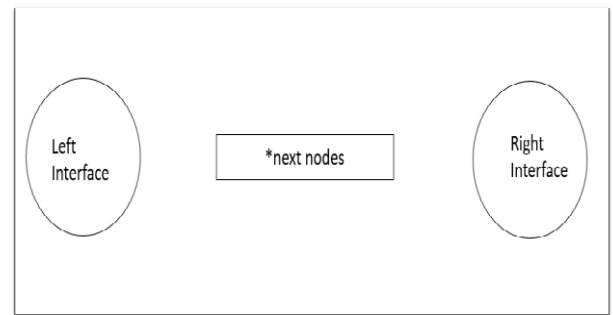 Left
Interface
*next nodes
Right
Interface